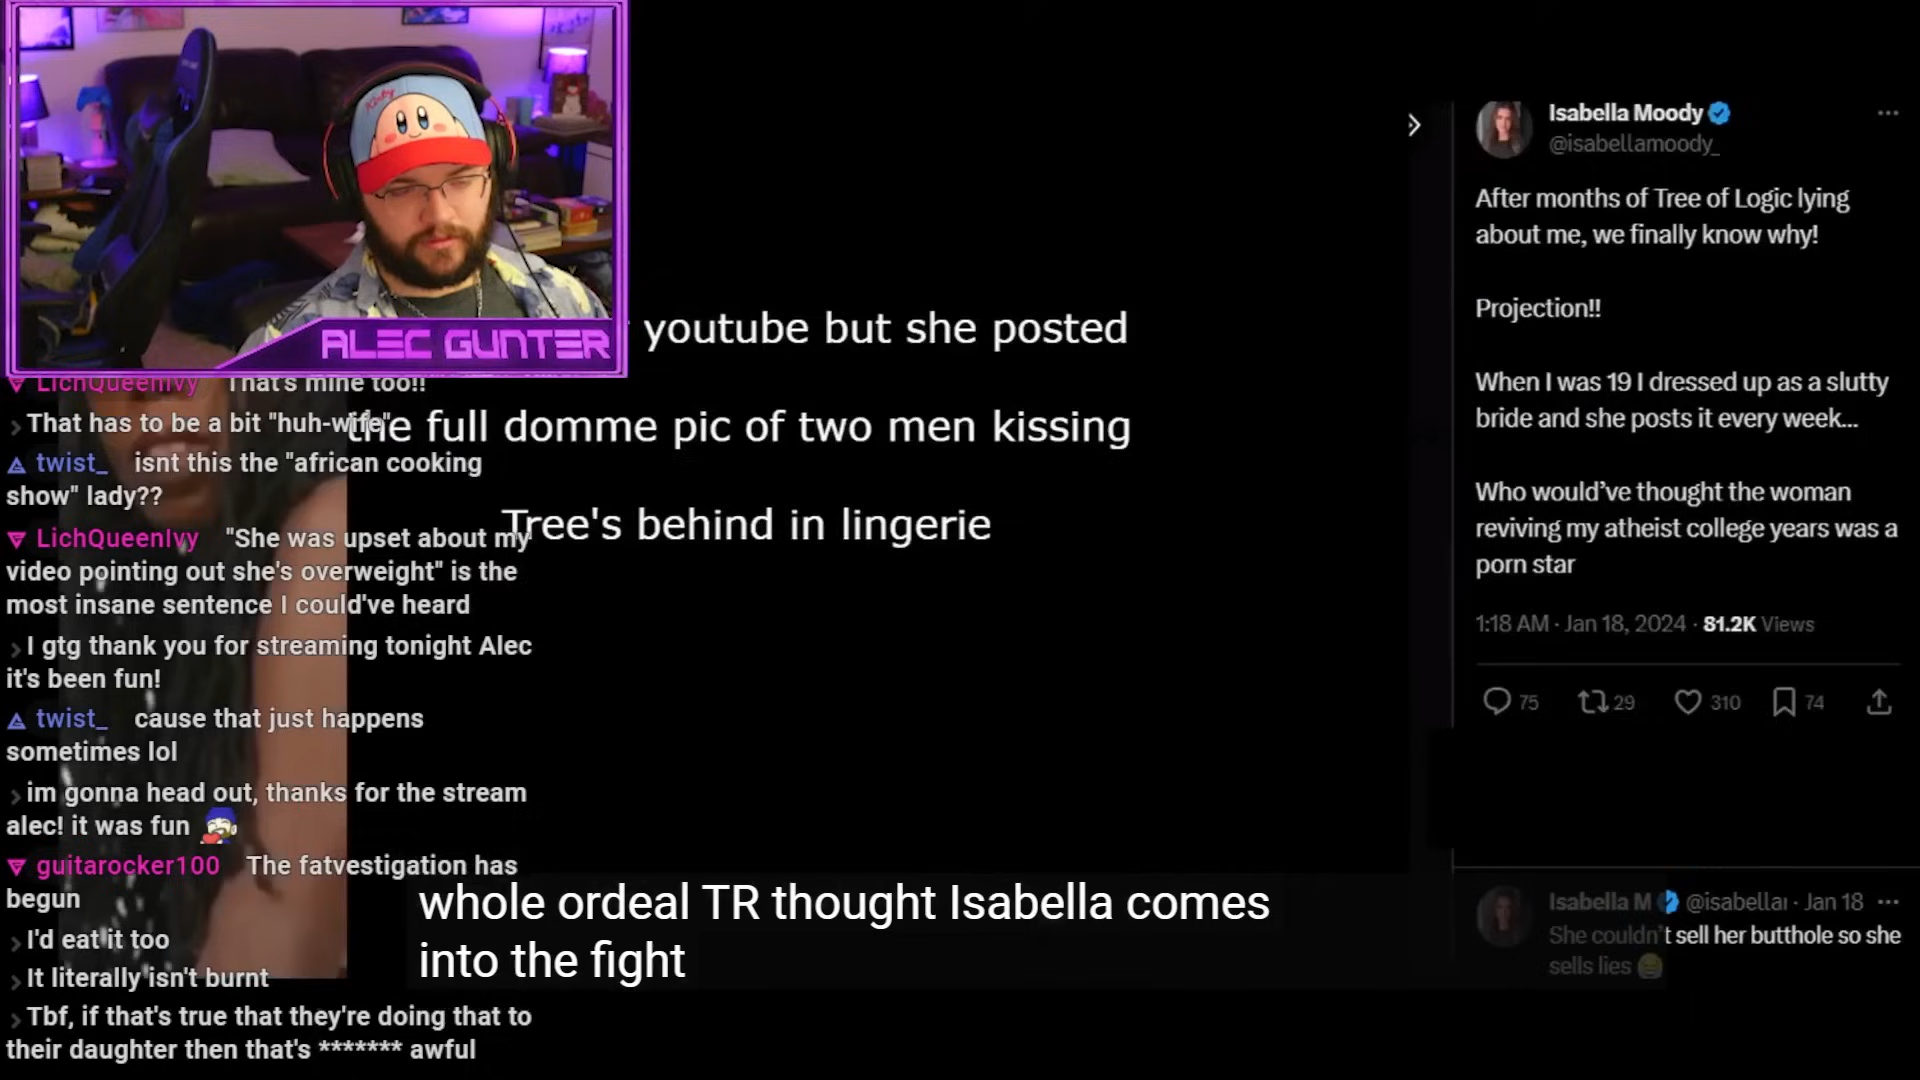 Kirby
ALEC GUNTER
LichQueenIvy That's mine too!!
That has to be a bit "huh-wife"
twist_ isnt this the "african cooking
show" lady??
LichQueenIvy "She was upset about my
video pointing out she's overweight" is the
most insane sentence I could've heard
I gtg thank you for streaming tonight Alec
it's been fun!
twist_ cause that just happens
sometimes lol
im gonna head out, thanks for the stream
alec! it was fun
guitarocker100 The fatvestigation has
begun
I'd eat it too
It literally isn't burnt
Tbf, if that's true that they're doing that to
their daughter then that's ******* awful
youtube but she posted
the full domme pic of two men kissing
Tree's behind in lingerie
whole ordeal TR thought Isabella comes
into the fight
Isabella Moody
@isabellamoody_
After months of Tree of Logic lying
about me, we finally know why!
Projection!!
When I was 19 I dressed up as a slutty
bride and she posts it every week...
Who would've thought the woman
reviving my atheist college years was a
porn star
1:18 AM · Jan 18, 2024 · 81.2K Views
75 29 310 74
Isabella M @isabella · Jan 18
She couldn't sell her butthole so she
sells lies